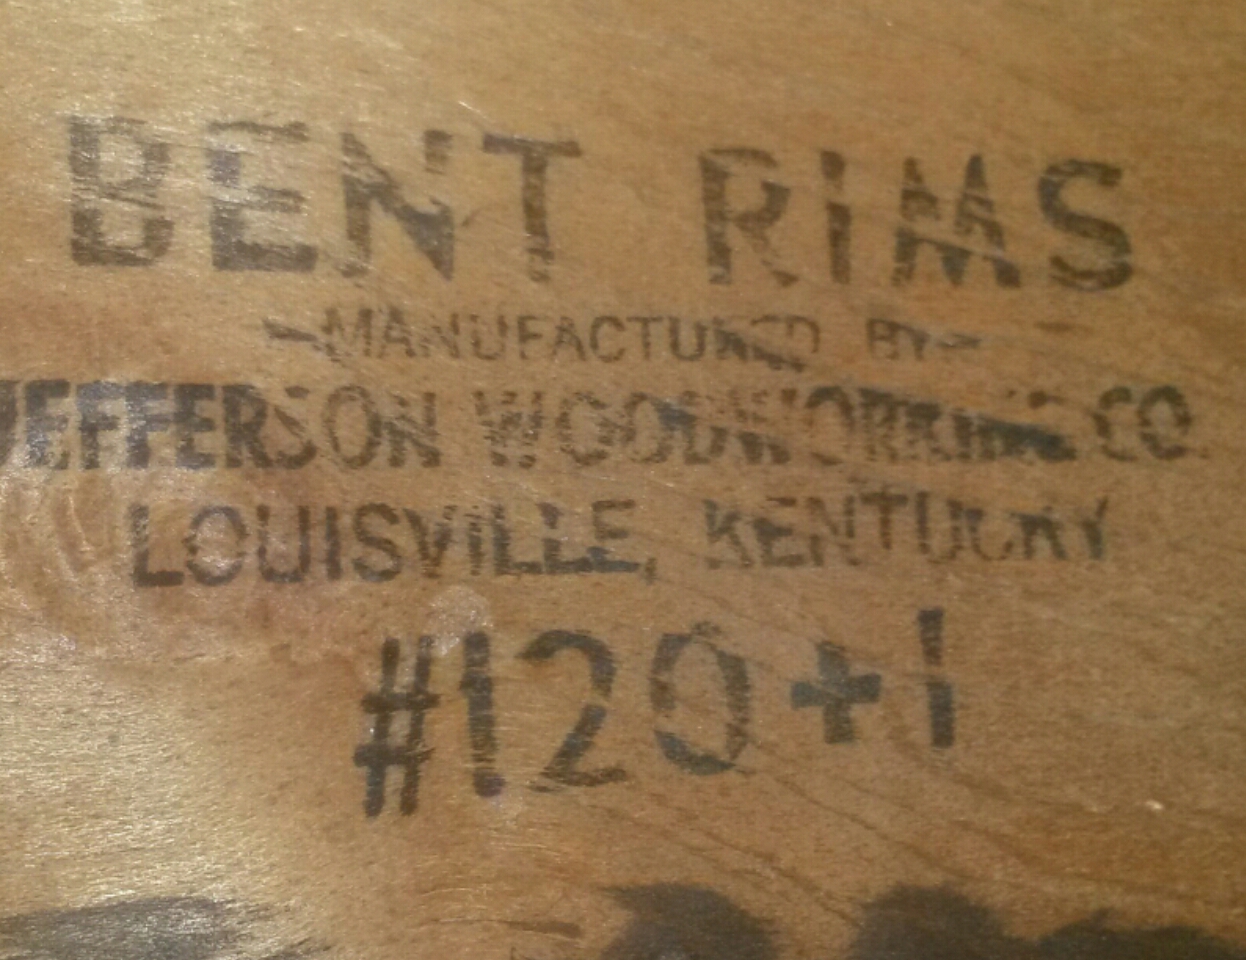 BENT RIMS
-MANUFACTURED BY-
JEFFERSON WOODWORKING CO.
LOUISVILLE, KENTUCKY
#120+1